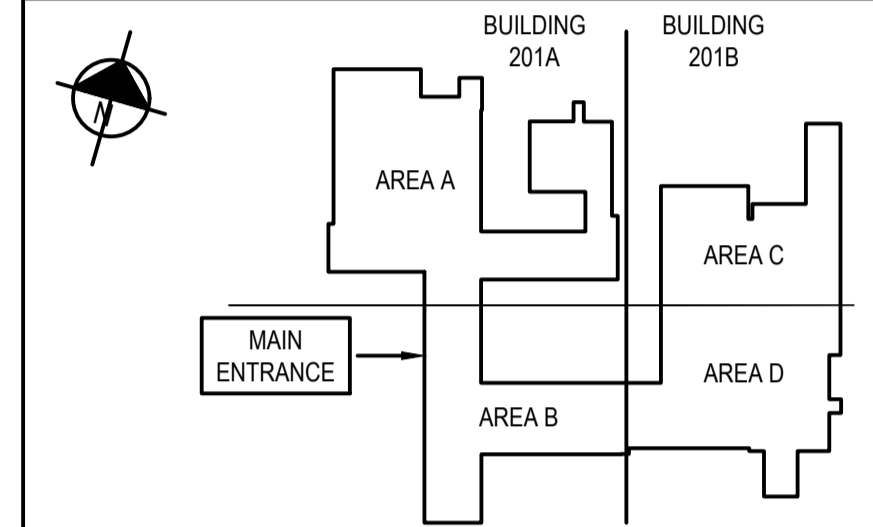 BUILDING
201A
BUILDING
201B
N
AREA A
AREA C
MAIN
ENTRANCE
AREA D
AREA B